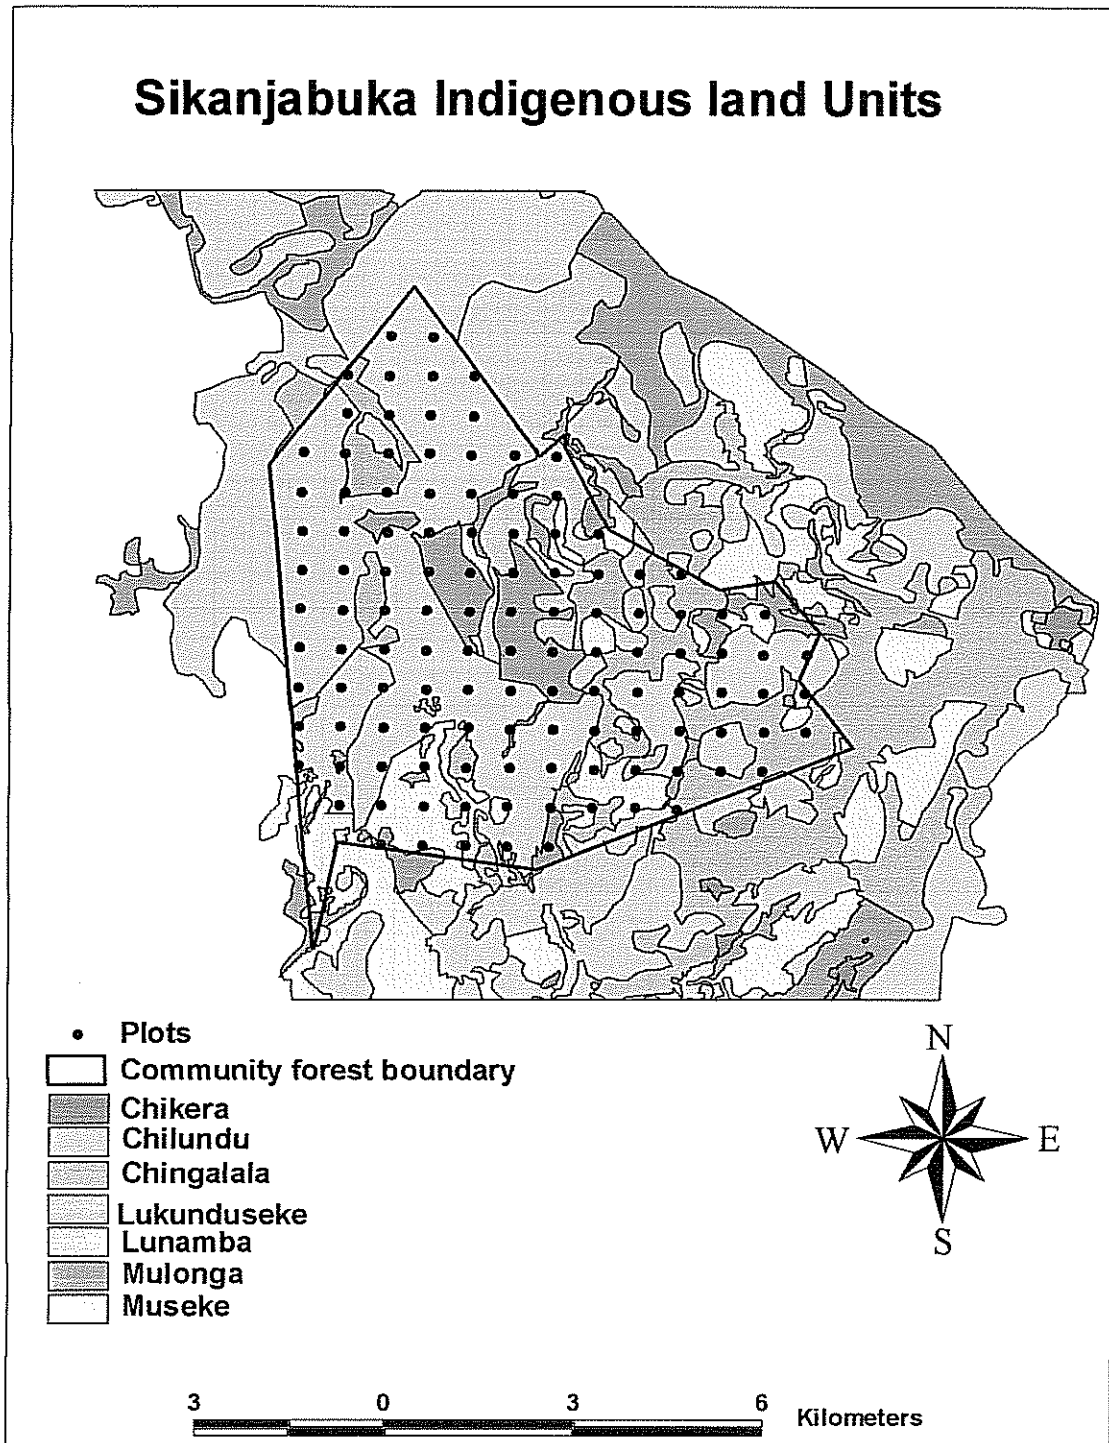 Sikanjabuka Indigenous land Units
Plots
Community forest boundary
Chikera
Chilundu
Chingalala
Lukunduseke
Lunamba
Mulonga
Museke
N
W E
S
3 0 3 6 Kilometers